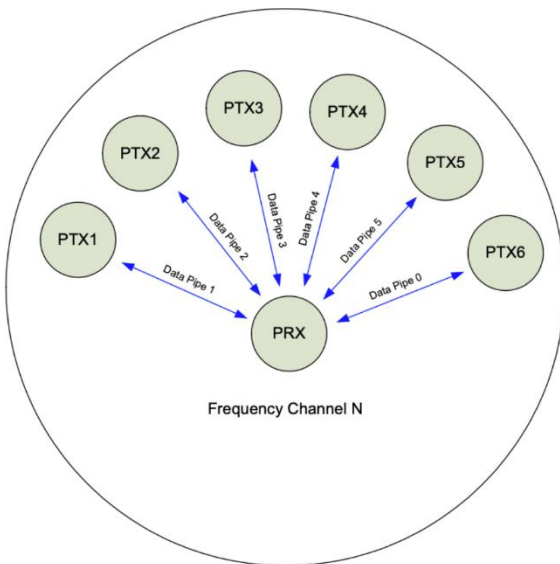 PTX3
PTX4
PTX2
PTX5
PTX1
PTX6
Data Pipe 1
Data Pipe 2
Data Pipe 3
Data Pipe 4
Data Pipe 5
Data Pipe 0
PRX
Frequency Channel N